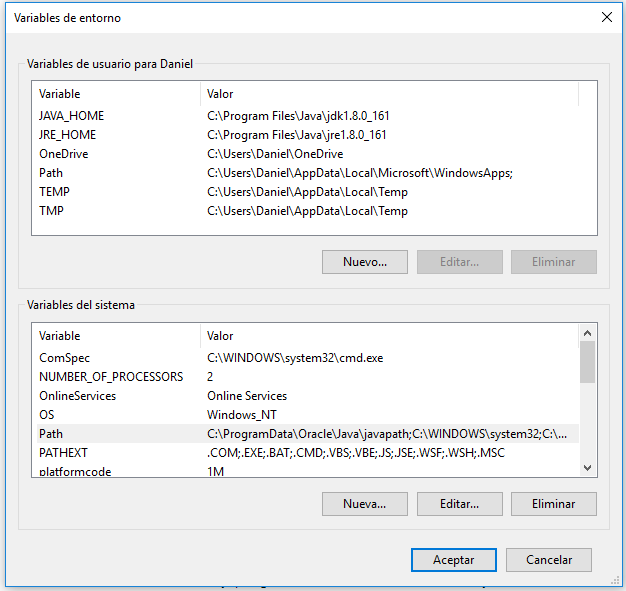 Variables de entorno
Variables de usuario para Daniel
Variable Valor
JAVA_HOME C:\Program Files\Java\jdk1.8.0_161
JRE_HOME C:\Program Files\Java\jre1.8.0_161
OneDrive C:\Users\Daniel\OneDrive
Path C:\Users\Daniel\AppData\Local\Microsoft\WindowsApps;
TEMP C:\Users\Daniel\AppData\Local\Temp
TMP C:\Users\Daniel\AppData\Local\Temp
Nuevo... Editar... Eliminar
Variables del sistema
Variable Valor
ComSpec C:\WINDOWS\system32\cmd.exe
NUMBER_OF_PROCESSORS 2
OnlineServices Online Services
OS Windows_NT
Path C:\ProgramData\Oracle\Java\javapath;C:\WINDOWS\system32;C:\...
PATHEXT .COM;.EXE;.BAT;.CMD;.VBS;.VBE;.JS;.JSE;.WSF;.WSH;.MSC
platformcode 1M
Nueva... Editar... Eliminar
Aceptar Cancelar